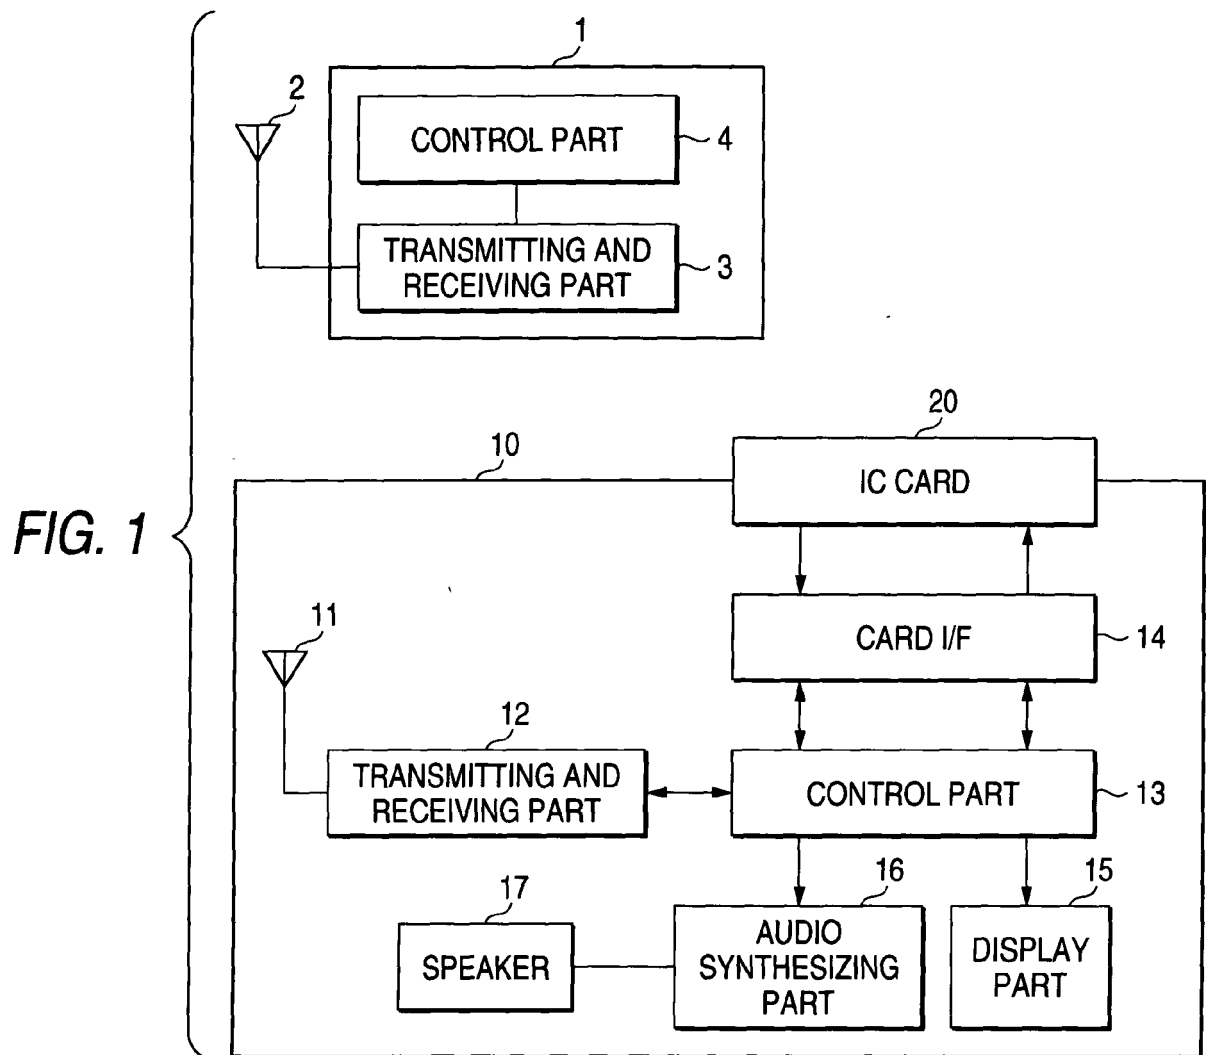 FIG. 1
1
2
CONTROL PART
4
TRANSMITTING AND
RECEIVING PART
3
20
10
IC CARD
11
CARD I/F
14
12
TRANSMITTING AND
RECEIVING PART
CONTROL PART
13
17
16
15
SPEAKER
AUDIO
SYNTHESIZING
PART
DISPLAY
PART